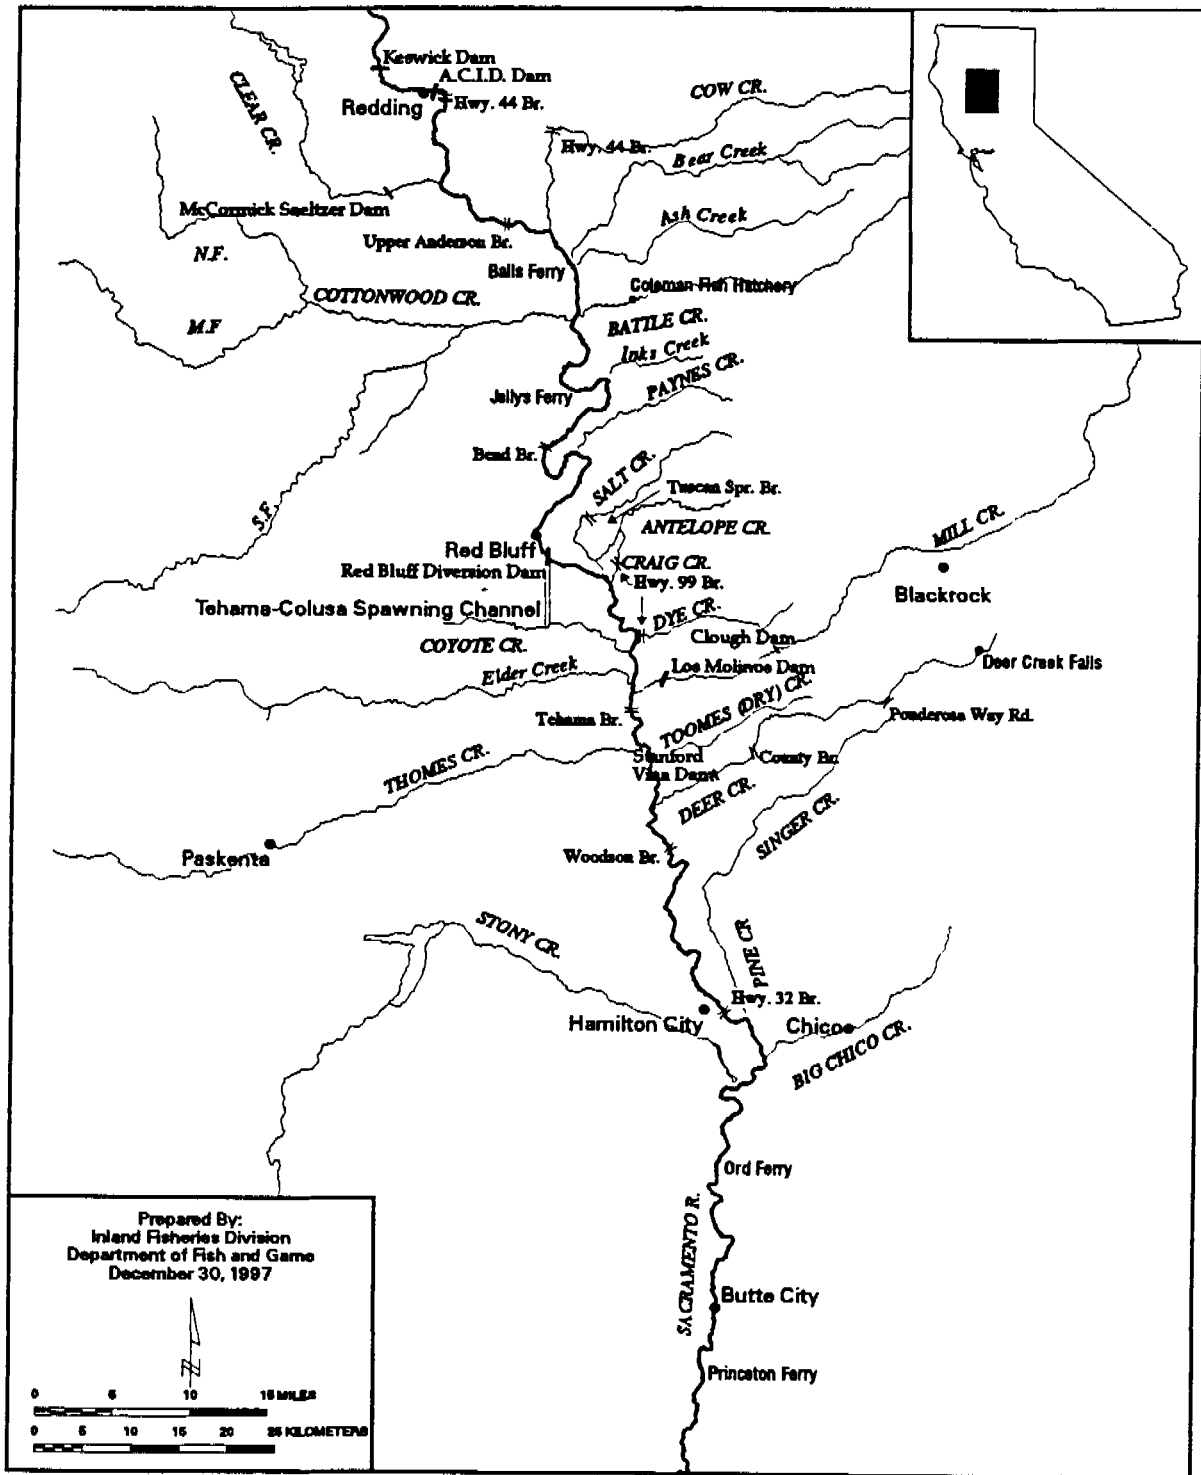 Keswick Dam
A.C.I.D. Dam
Redding
Hwy. 44 Br.
CLEAR CR.
COW CR.
Hwy. 44 Br.
Bear Creek
McCormick Saeltzer Dam
Ash Creek
Upper Anderson Br.
N.F.
Balls Ferry
Coleman Fish Hatchery
COTTONWOOD CR.
M.F
BATTLE CR.
Inks Creek
Jellys Ferry
PAYNES CR.
Bend Br.
SALT CR.
Tuscan Spr. Br.
S.F.
ANTELOPE CR.
MILL CR.
Red Bluff
CRAIG CR.
Red Bluff Diversion Dam
Hwy. 99 Br.
Blackrock
Tehama-Colusa Spawning Channel
DYE CR.
COYOTE CR.
Clough Dam
Elder Creek
Los Molinos Dam
Deer Creek Falls
Tehama Br.
TOOMES (DRY) CR.
Ponderosa Way Rd.
THOMES CR.
Stanford
Vina Dam
County Br.
DEER CR.
SINGER CR.
Paskenta
Woodson Br.
STONY CR.
PINE CR
Hwy. 32 Br.
Hamilton City
Chico
BIG CHICO CR.
Ord Ferry
SACRAMENTO R.
Butte City
Princeton Ferry
Prepared By:
Inland Fisheries Division
Department of Fish and Game
December 30, 1997
N
0 5 10 15 MILES
0 5 10 15 20 25 KILOMETERS